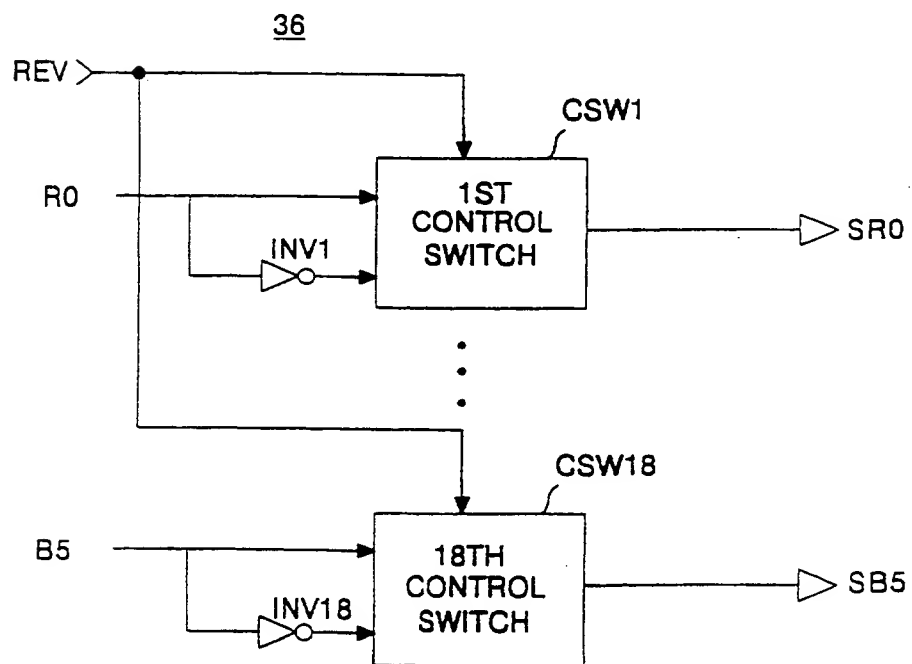 36
REV
CSW1
R0
1ST
CONTROL
SWITCH
SR0
INV1
CSW18
B5
18TH
CONTROL
SWITCH
SB5
INV18